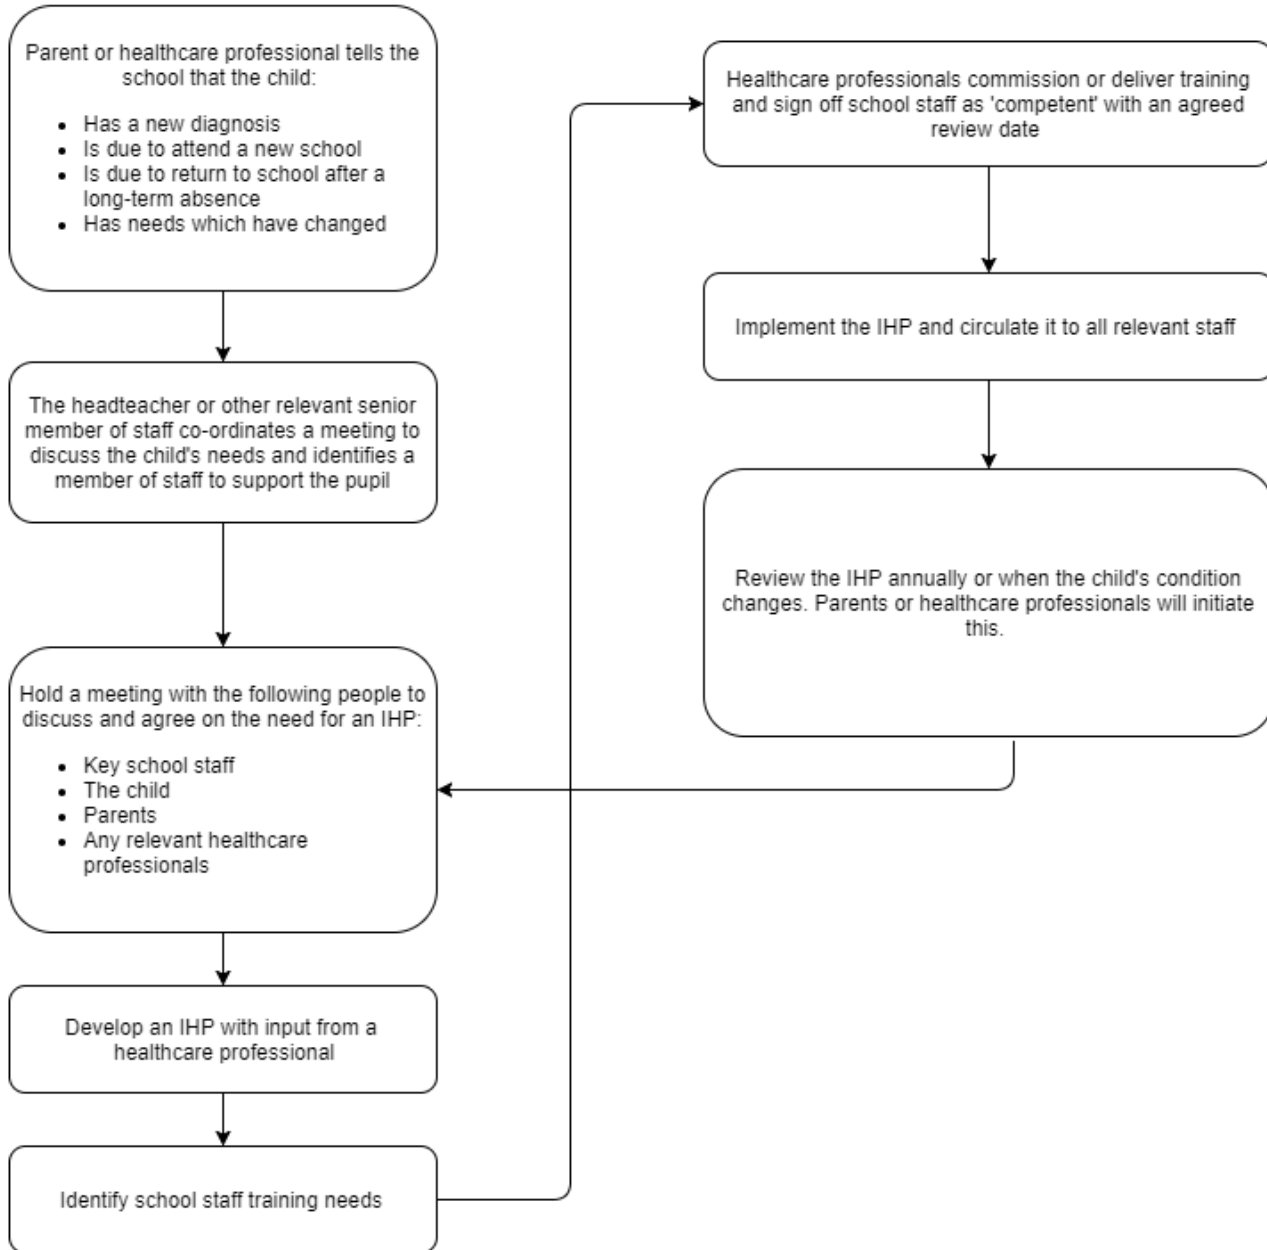 Parent or healthcare professional tells the
school that the child:
• Has a new diagnosis
• Is due to attend a new school
• Is due to return to school after a
long-term absence
• Has needs which have changed
The headteacher or other relevant senior
member of staff co-ordinates a meeting to
discuss the child's needs and identifies a
member of staff to support the pupil
Hold a meeting with the following people to
discuss and agree on the need for an IHP:
• Key school staff
• The child
• Parents
• Any relevant healthcare
professionals
Develop an IHP with input from a
healthcare professional
Identify school staff training needs
Healthcare professionals commission or deliver training
and sign off school staff as 'competent' with an agreed
review date
Implement the IHP and circulate it to all relevant staff
Review the IHP annually or when the child's condition
changes. Parents or healthcare professionals will initiate
this.